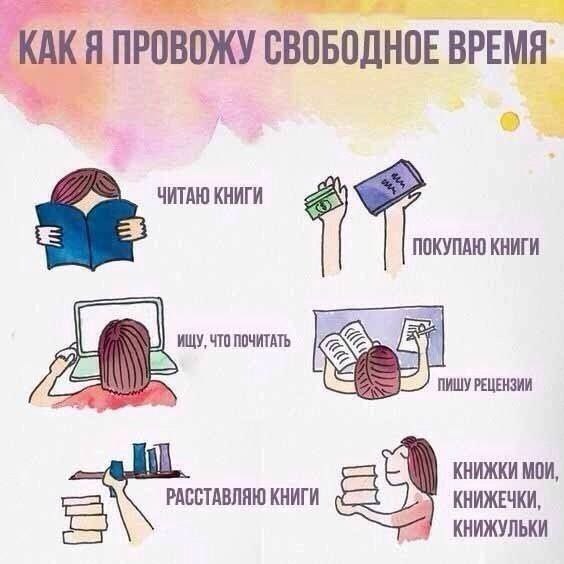 КАК Я ПРОВОЖУ СВОБОДНОЕ ВРЕМЯ
ЧИТАЮ КНИГИ
ПОКУПАЮ КНИГИ
ИЩУ, ЧТО ПОЧИТАТЬ
ПИШУ РЕЦЕНЗИИ
РАССТАВЛЯЮ КНИГИ
КНИЖКИ МОИ,
КНИЖЕЧКИ,
КНИЖУЛЬКИ